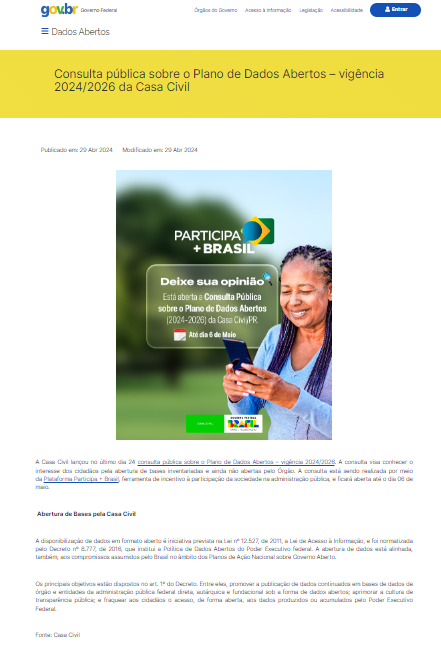 gov.br Governo Federal
Órgãos do Governo Acesso à Informação Legislação Acessibilidade Entrar
Dados Abertos
Consulta pública sobre o Plano de Dados Abertos – vigência
2024/2026 da Casa Civil
Publicado em: 29 Abr 2024 Modificado em: 29 Abr 2024
PARTICIPA
+ BRASIL
Deixe sua opinião
Está aberta a Consulta Pública
sobre o Plano de Dados Abertos
(2024-2026) da Casa Civil/PR.
Até dia 6 de Maio
BRASIL
A Casa Civil lançou no último dia 24 consulta pública sobre o Plano de Dados Abertos – vigência 2024/2026. A consulta visa conhecer o
interesse dos cidadãos pela abertura de bases inventariadas e ainda não abertas pelo Órgão. A consulta está sendo realizada por meio
da Plataforma Participa + Brasil, ferramenta de incentivo à participação da sociedade na administração pública, e ficará aberta até o dia 06 de
maio.
Abertura de Bases pela Casa Civil
A disponibilização de dados em formato aberto é iniciativa prevista na Lei nº 12.527, de 2011, a Lei de Acesso à Informação, e foi normatizada
pelo Decreto nº 8.777, de 2016, que institui a Política de Dados Abertos do Poder Executivo federal. A abertura de dados está alinhada,
também, aos compromissos assumidos pelo Brasil no âmbito dos Planos de Ação Nacional sobre Governo Aberto.
Os principais objetivos estão dispostos no art. 1º do Decreto. Entre eles, promover a publicação de dados continuados em bases de dados de
órgão e entidades da administração pública federal direta, autárquica e fundacional sob a forma de dados abertos; aprimorar a cultura de
transparência pública; e franquear aos cidadãos o acesso, de forma aberta, aos dados produzidos ou acumulados pelo Poder Executivo
Federal.
Fonte: Casa Civil